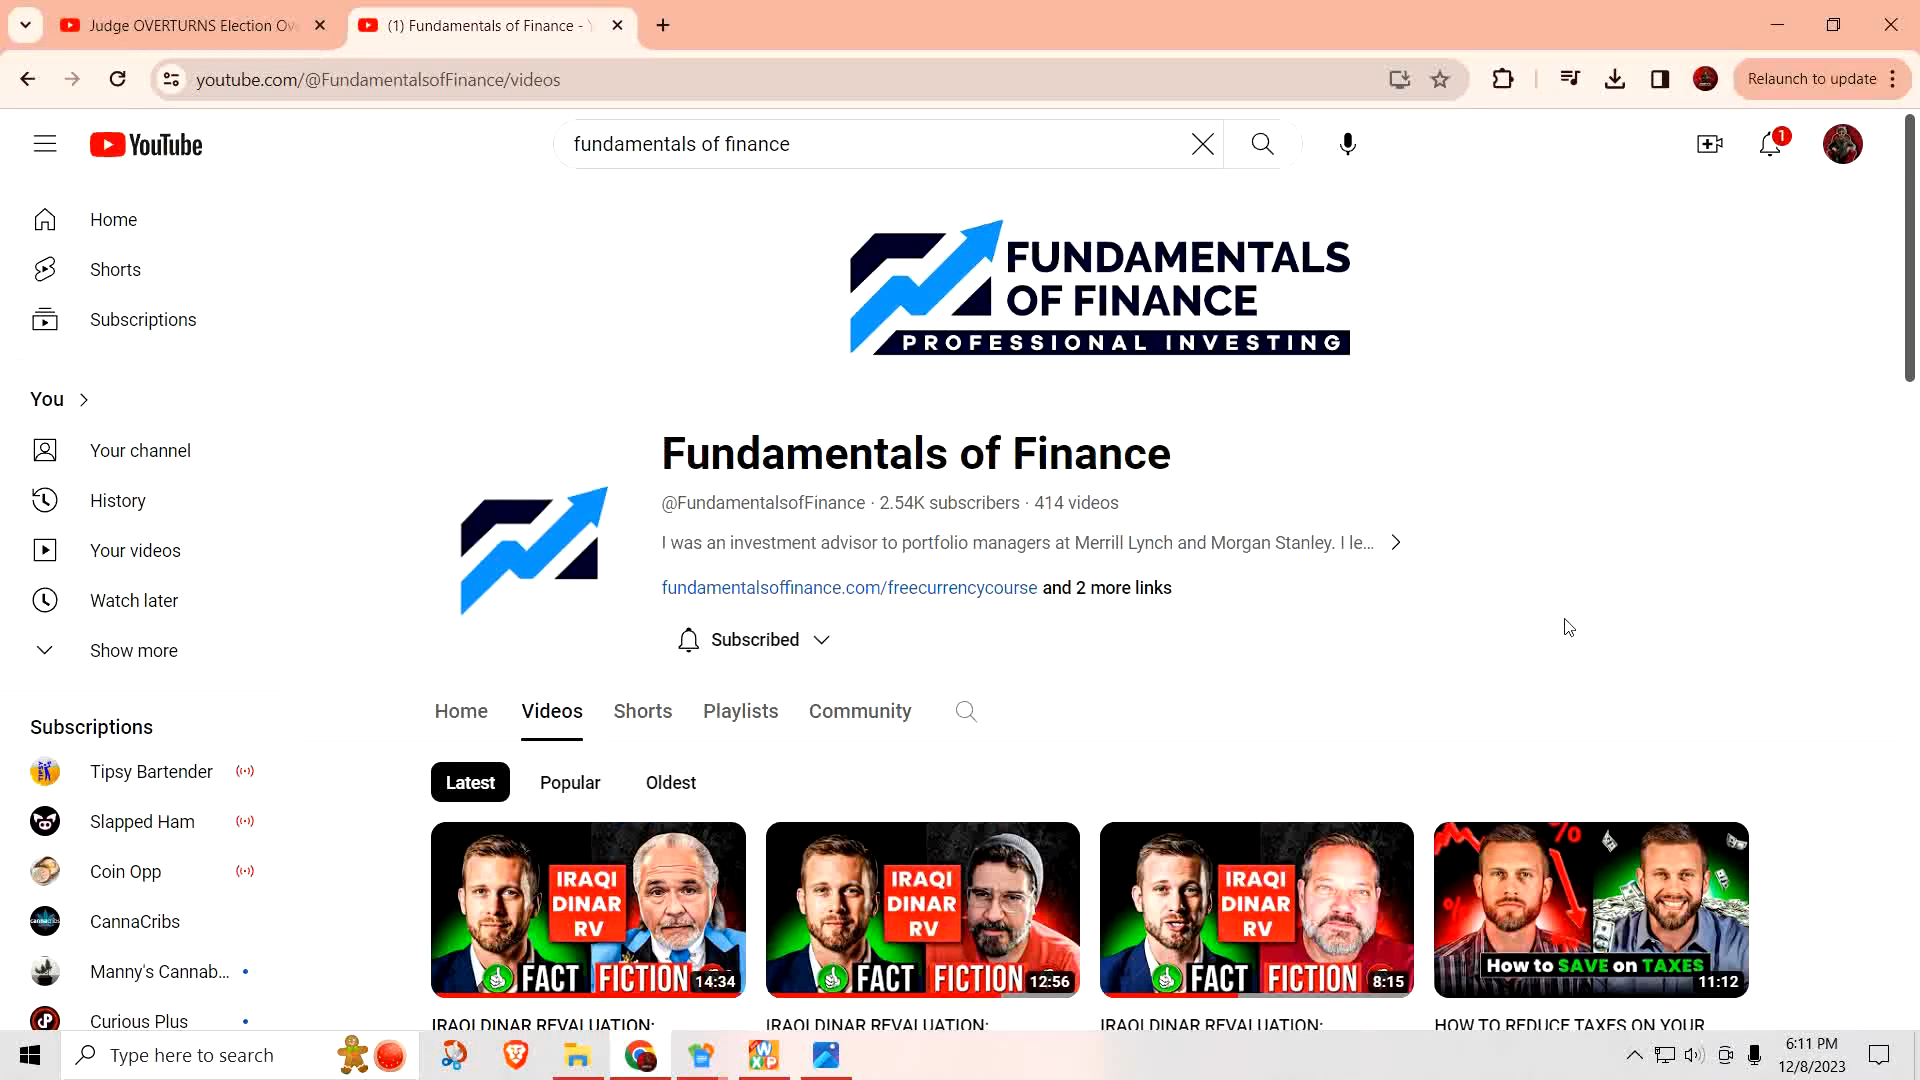 Judge OVERTURNS Election Ov
(1) Fundamentals of Finance - Y
youtube.com/@FundamentalsofFinance/videos
Relaunch to update
YouTube
fundamentals of finance
1
Home
Shorts
Subscriptions
You
Your channel
History
Your videos
Watch later
Show more
Subscriptions
Tipsy Bartender
Slapped Ham
Coin Opp
CannaCribs
Manny's Cannab...
Curious Plus
FUNDAMENTALS
OF FINANCE
PROFESSIONAL INVESTING
Fundamentals of Finance
@FundamentalsofFinance · 2.54K subscribers · 414 videos
I was an investment advisor to portfolio managers at Merrill Lynch and Morgan Stanley. I le...
fundamentalsoffinance.com/freecurrencycourse and 2 more links
Subscribed
Home Videos Shorts Playlists Community
Latest Popular Oldest
IRAQI
DINAR
RV
FACT FICTION
14:34
IRAQI
DINAR
RV
FACT FICTION
12:56
IRAQI
DINAR
RV
FACT FICTION
8:15
How to SAVE on TAXES
11:12
IRAQI DINAR REVALUATION:
IRAQI DINAR REVALUATION:
IRAQI DINAR REVALUATION:
HOW TO REDUCE TAXES ON YOUR
Type here to search
6:11 PM
12/8/2023